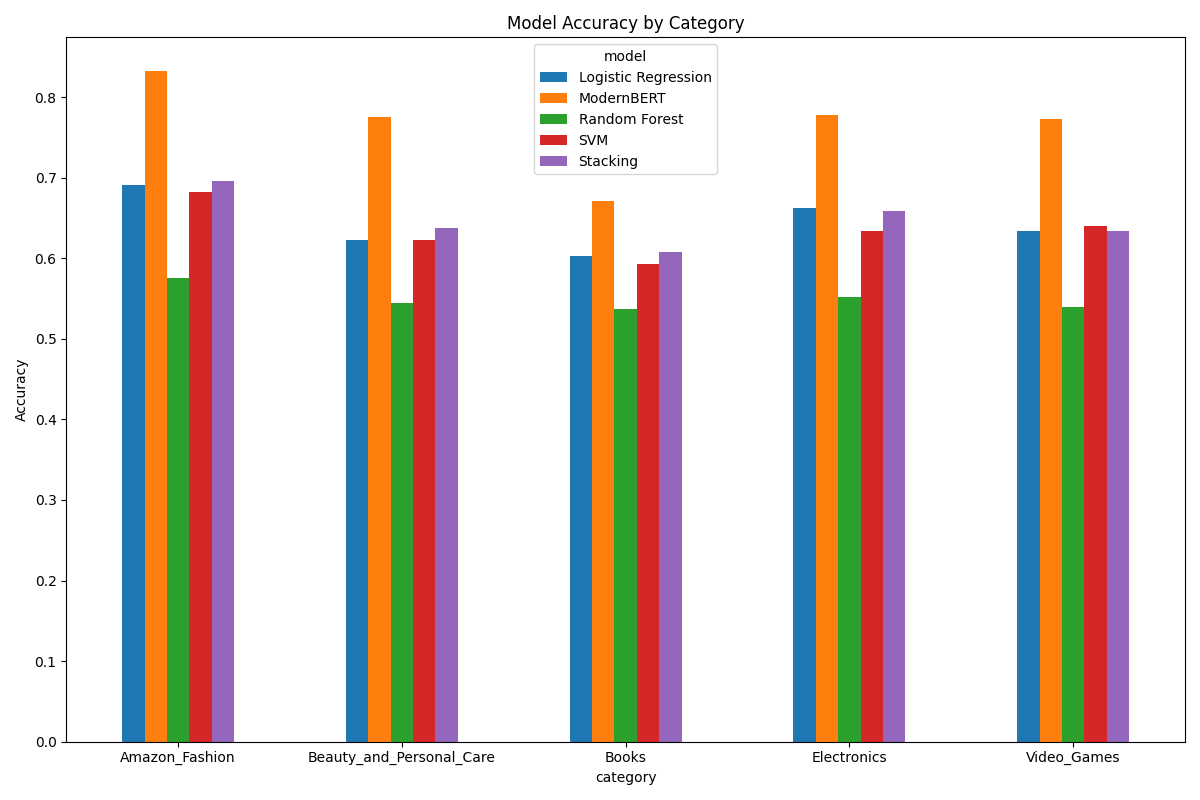 Model Accuracy by Category
model
Logistic Regression
ModernBERT
Random Forest
SVM
Stacking
Accuracy
0.8
0.7
0.6
0.5
0.4
0.3
0.2
0.1
0.0
Amazon_Fashion
Beauty_and_Personal_Care
Books
Electronics
Video_Games
category